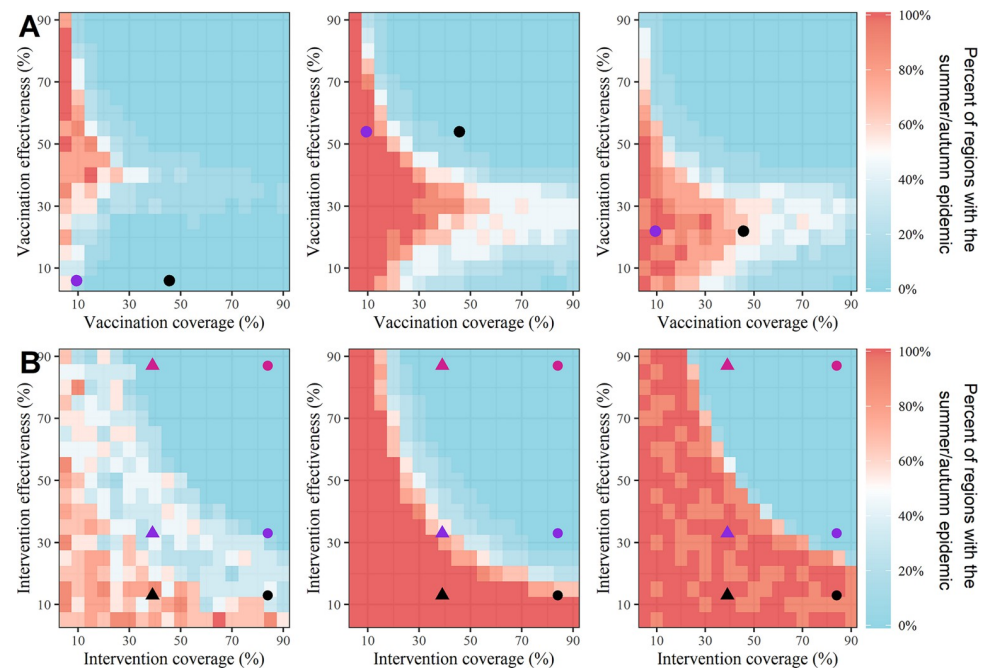 A
90
70
50
30
10
Vaccination effectiveness (%)
10 30 50 70 90
Vaccination coverage (%)
90
70
50
30
10
Vaccination effectiveness (%)
10 30 50 70 90
Vaccination coverage (%)
90
70
50
30
10
Vaccination effectiveness (%)
10 30 50 70 90
Vaccination coverage (%)
100%
80%
60%
40%
20%
0%
Percent of regions with the
summer/autumn epidemic
B
90
70
50
30
10
Intervention effectiveness (%)
10 30 50 70 90
Intervention coverage (%)
90
70
50
30
10
Intervention effectiveness (%)
10 30 50 70 90
Intervention coverage (%)
90
70
50
30
10
Intervention effectiveness (%)
10 30 50 70 90
Intervention coverage (%)
100%
80%
60%
40%
20%
0%
Percent of regions with the
summer/autumn epidemic